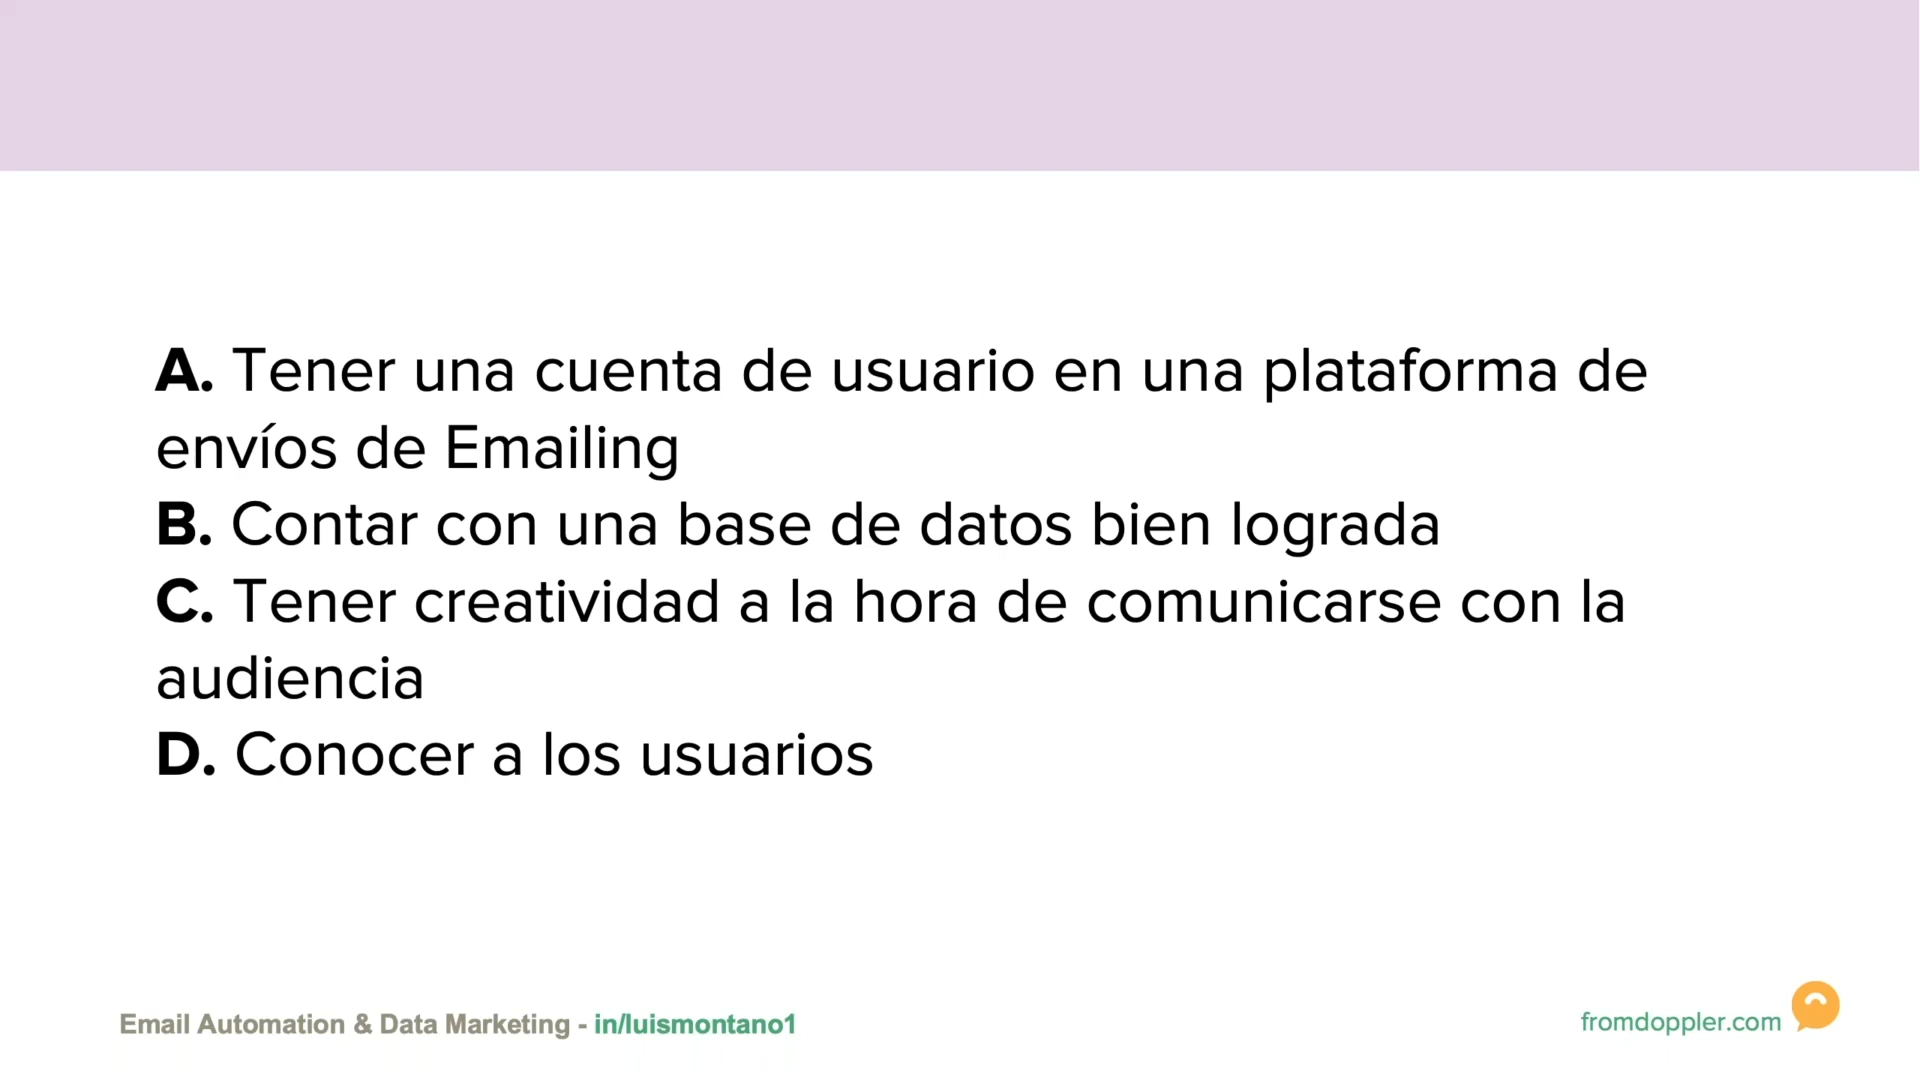 A. Tener una cuenta de usuario en una plataforma de
envíos de Emailing
B. Contar con una base de datos bien lograda
C. Tener creatividad a la hora de comunicarse con la
audiencia
D. Conocer a los usuarios
Email Automation & Data Marketing - in/luismontano1
fromdoppler.com